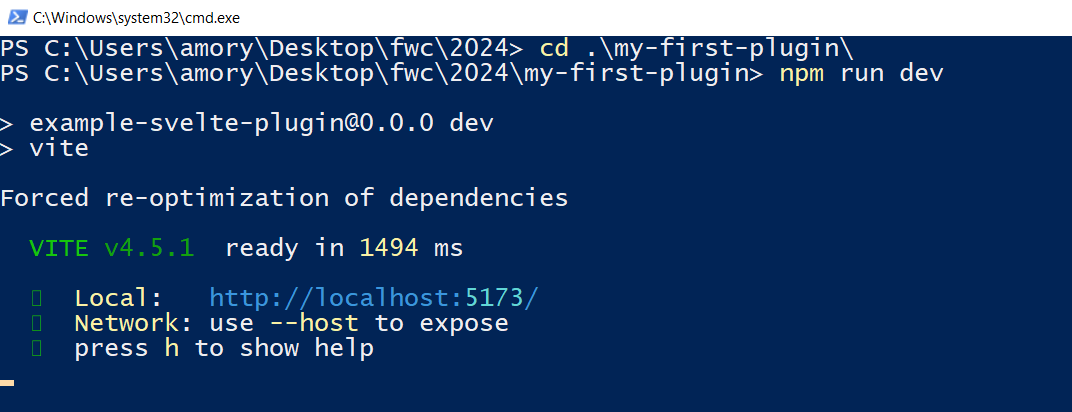 C:\Windows\system32\cmd.exe
PS C:\Users\amory\Desktop\fwc\2024> cd .\my-first-plugin\
PS C:\Users\amory\Desktop\fwc\2024\my-first-plugin> npm run dev
> example-svelte-plugin@0.0.0 dev
> vite
Forced re-optimization of dependencies
VITE v4.5.1 ready in 1494 ms
Local: http://localhost:5173/
Network: use --host to expose
press h to show help